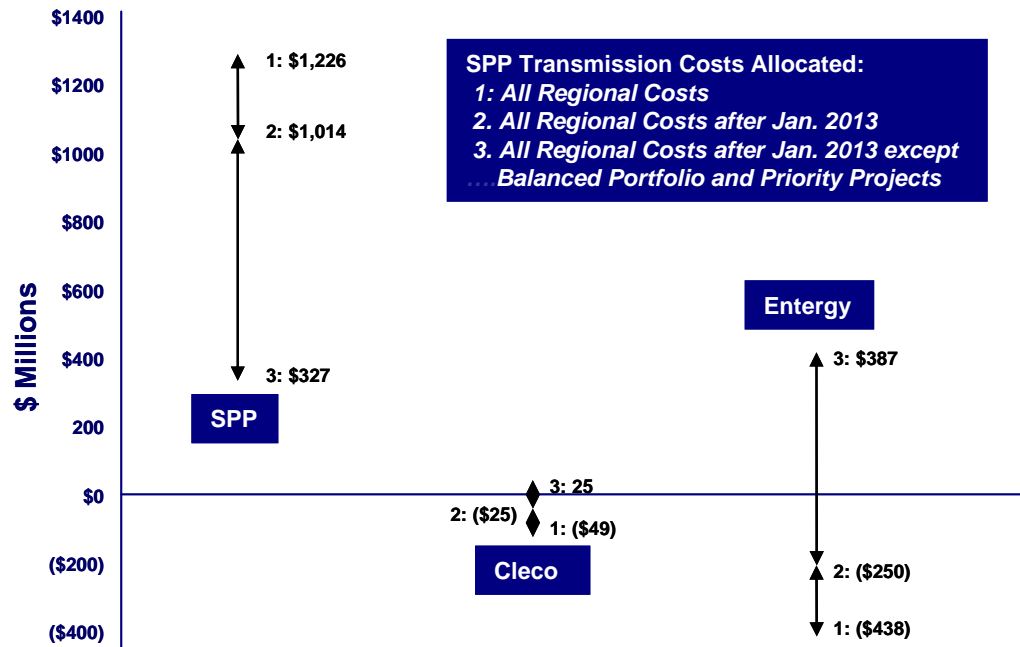 $1400
$1200
$1000
$800
$600
$400
200
$0
($200)
($400)
$ Millions
1: $1,226
2: $1,014
3: $327
SPP
SPP Transmission Costs Allocated:
1: All Regional Costs
2. All Regional Costs after Jan. 2013
3. All Regional Costs after Jan. 2013 except
....Balanced Portfolio and Priority Projects
3: 25
2: ($25)
1: ($49)
Cleco
Entergy
3: $387
2: ($250)
1: ($438)